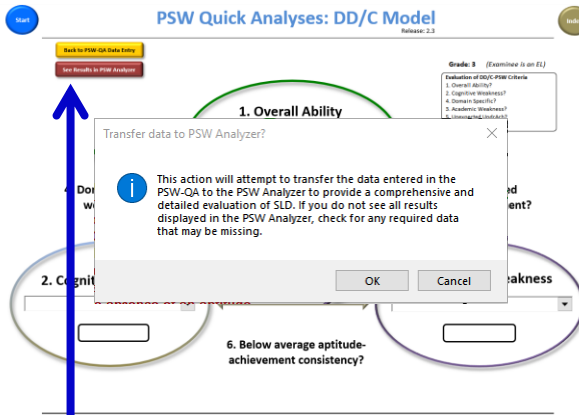 Start
PSW Quick Analyses: DD/C Model
Release: 2.3
Back to PSW-QA Data Entry
See Results in PSW Analyzer
Grade: 3 (Examinee is an EL)
Evaluation of DD/C-PSW Criteria
1. Overall Ability?
2. Cognitive Weakness?
4. Domain Specific?
3. Academic Weakness?
1. Overall Ability
Transfer data to PSW Analyzer?
This action will attempt to transfer the data entered in the
PSW-QA to the PSW Analyzer to provide a comprehensive and
detailed evaluation of SLD. If you do not see all results
displayed in the PSW Analyzer, check for any required data
that may be missing.
OK
Cancel
2. Cognit
eakness
6. Below average aptitude-
achievement consistency?